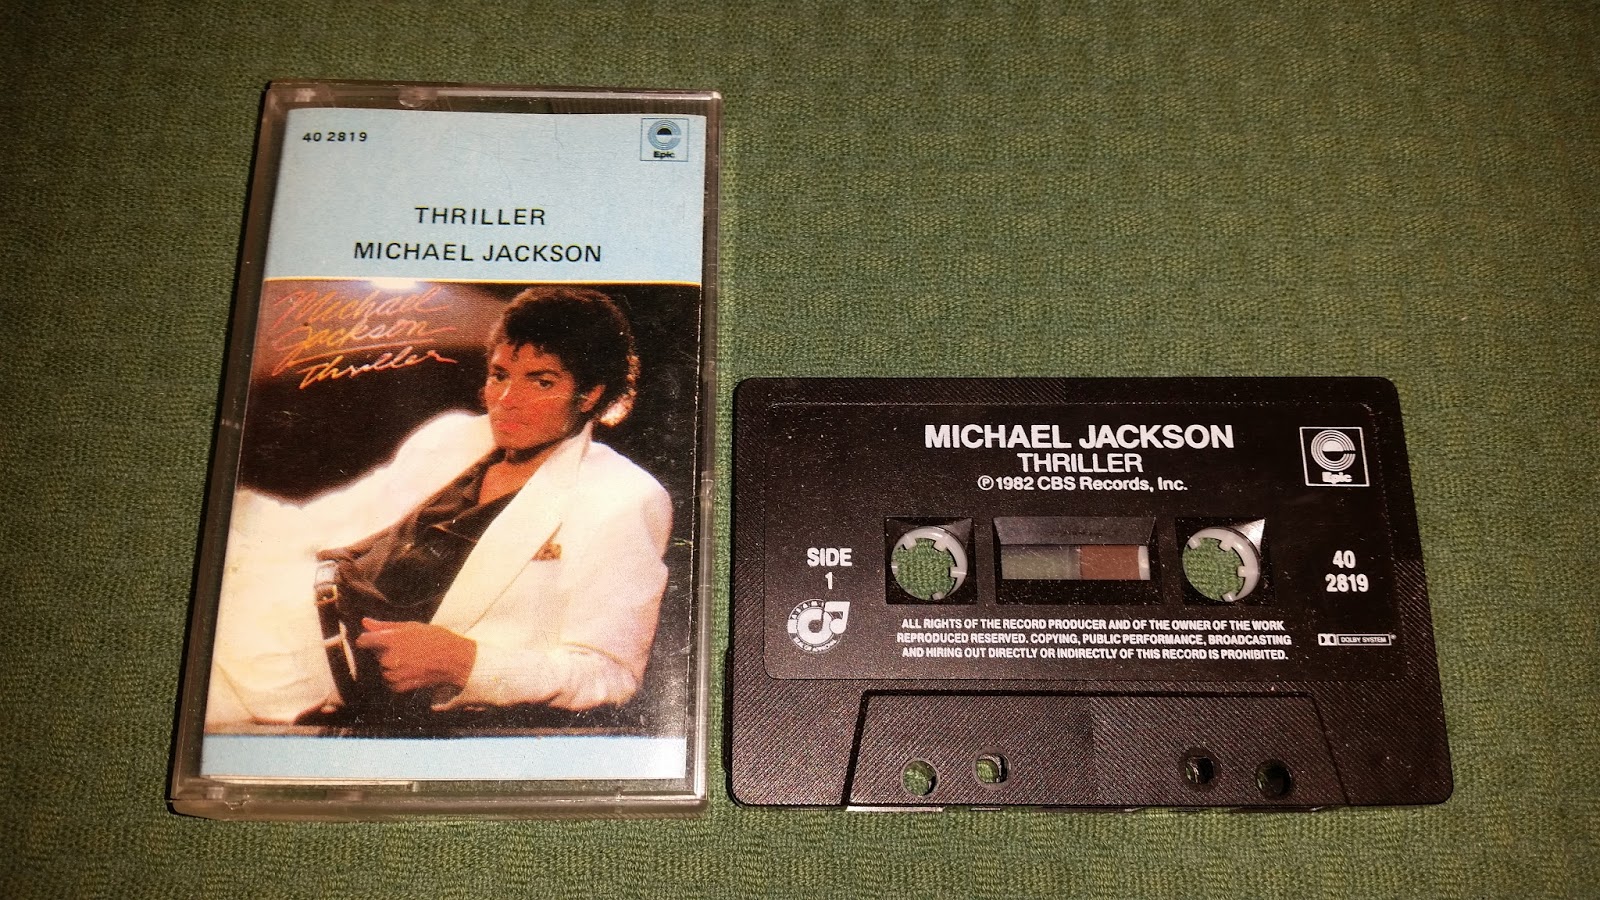 40 2819
Epic
THRILLER
MICHAEL JACKSON
Michael
Jackson
Thriller
MICHAEL JACKSON
THRILLER
℗ 1982 CBS Records, Inc.
Epic
SIDE
1
40
2819
ALL RIGHTS OF THE RECORD PRODUCER AND OF THE OWNER OF THE WORK
REPRODUCED RESERVED. COPYING, PUBLIC PERFORMANCE, BROADCASTING
AND HIRING OUT DIRECTLY OR INDIRECTLY OF THIS RECORD IS PROHIBITED.
DOLBY SYSTEM